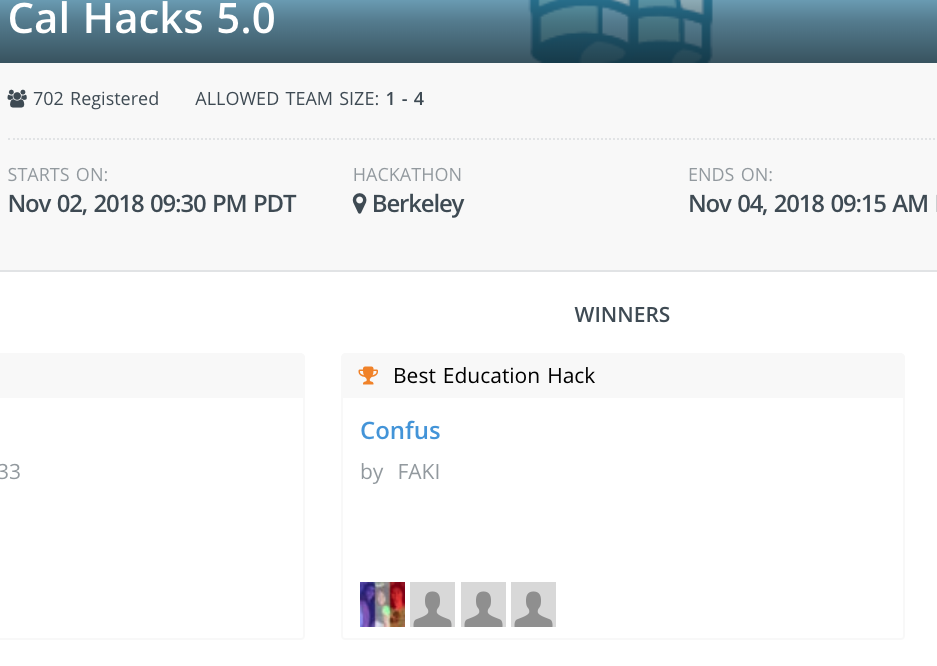 Cal Hacks 5.0
702 Registered ALLOWED TEAM SIZE: 1 - 4
STARTS ON: HACKATHON ENDS ON:
Nov 02, 2018 09:30 PM PDT Berkeley Nov 04, 2018 09:15 AM
WINNERS
Best Education Hack
Confus
33 by FAKI